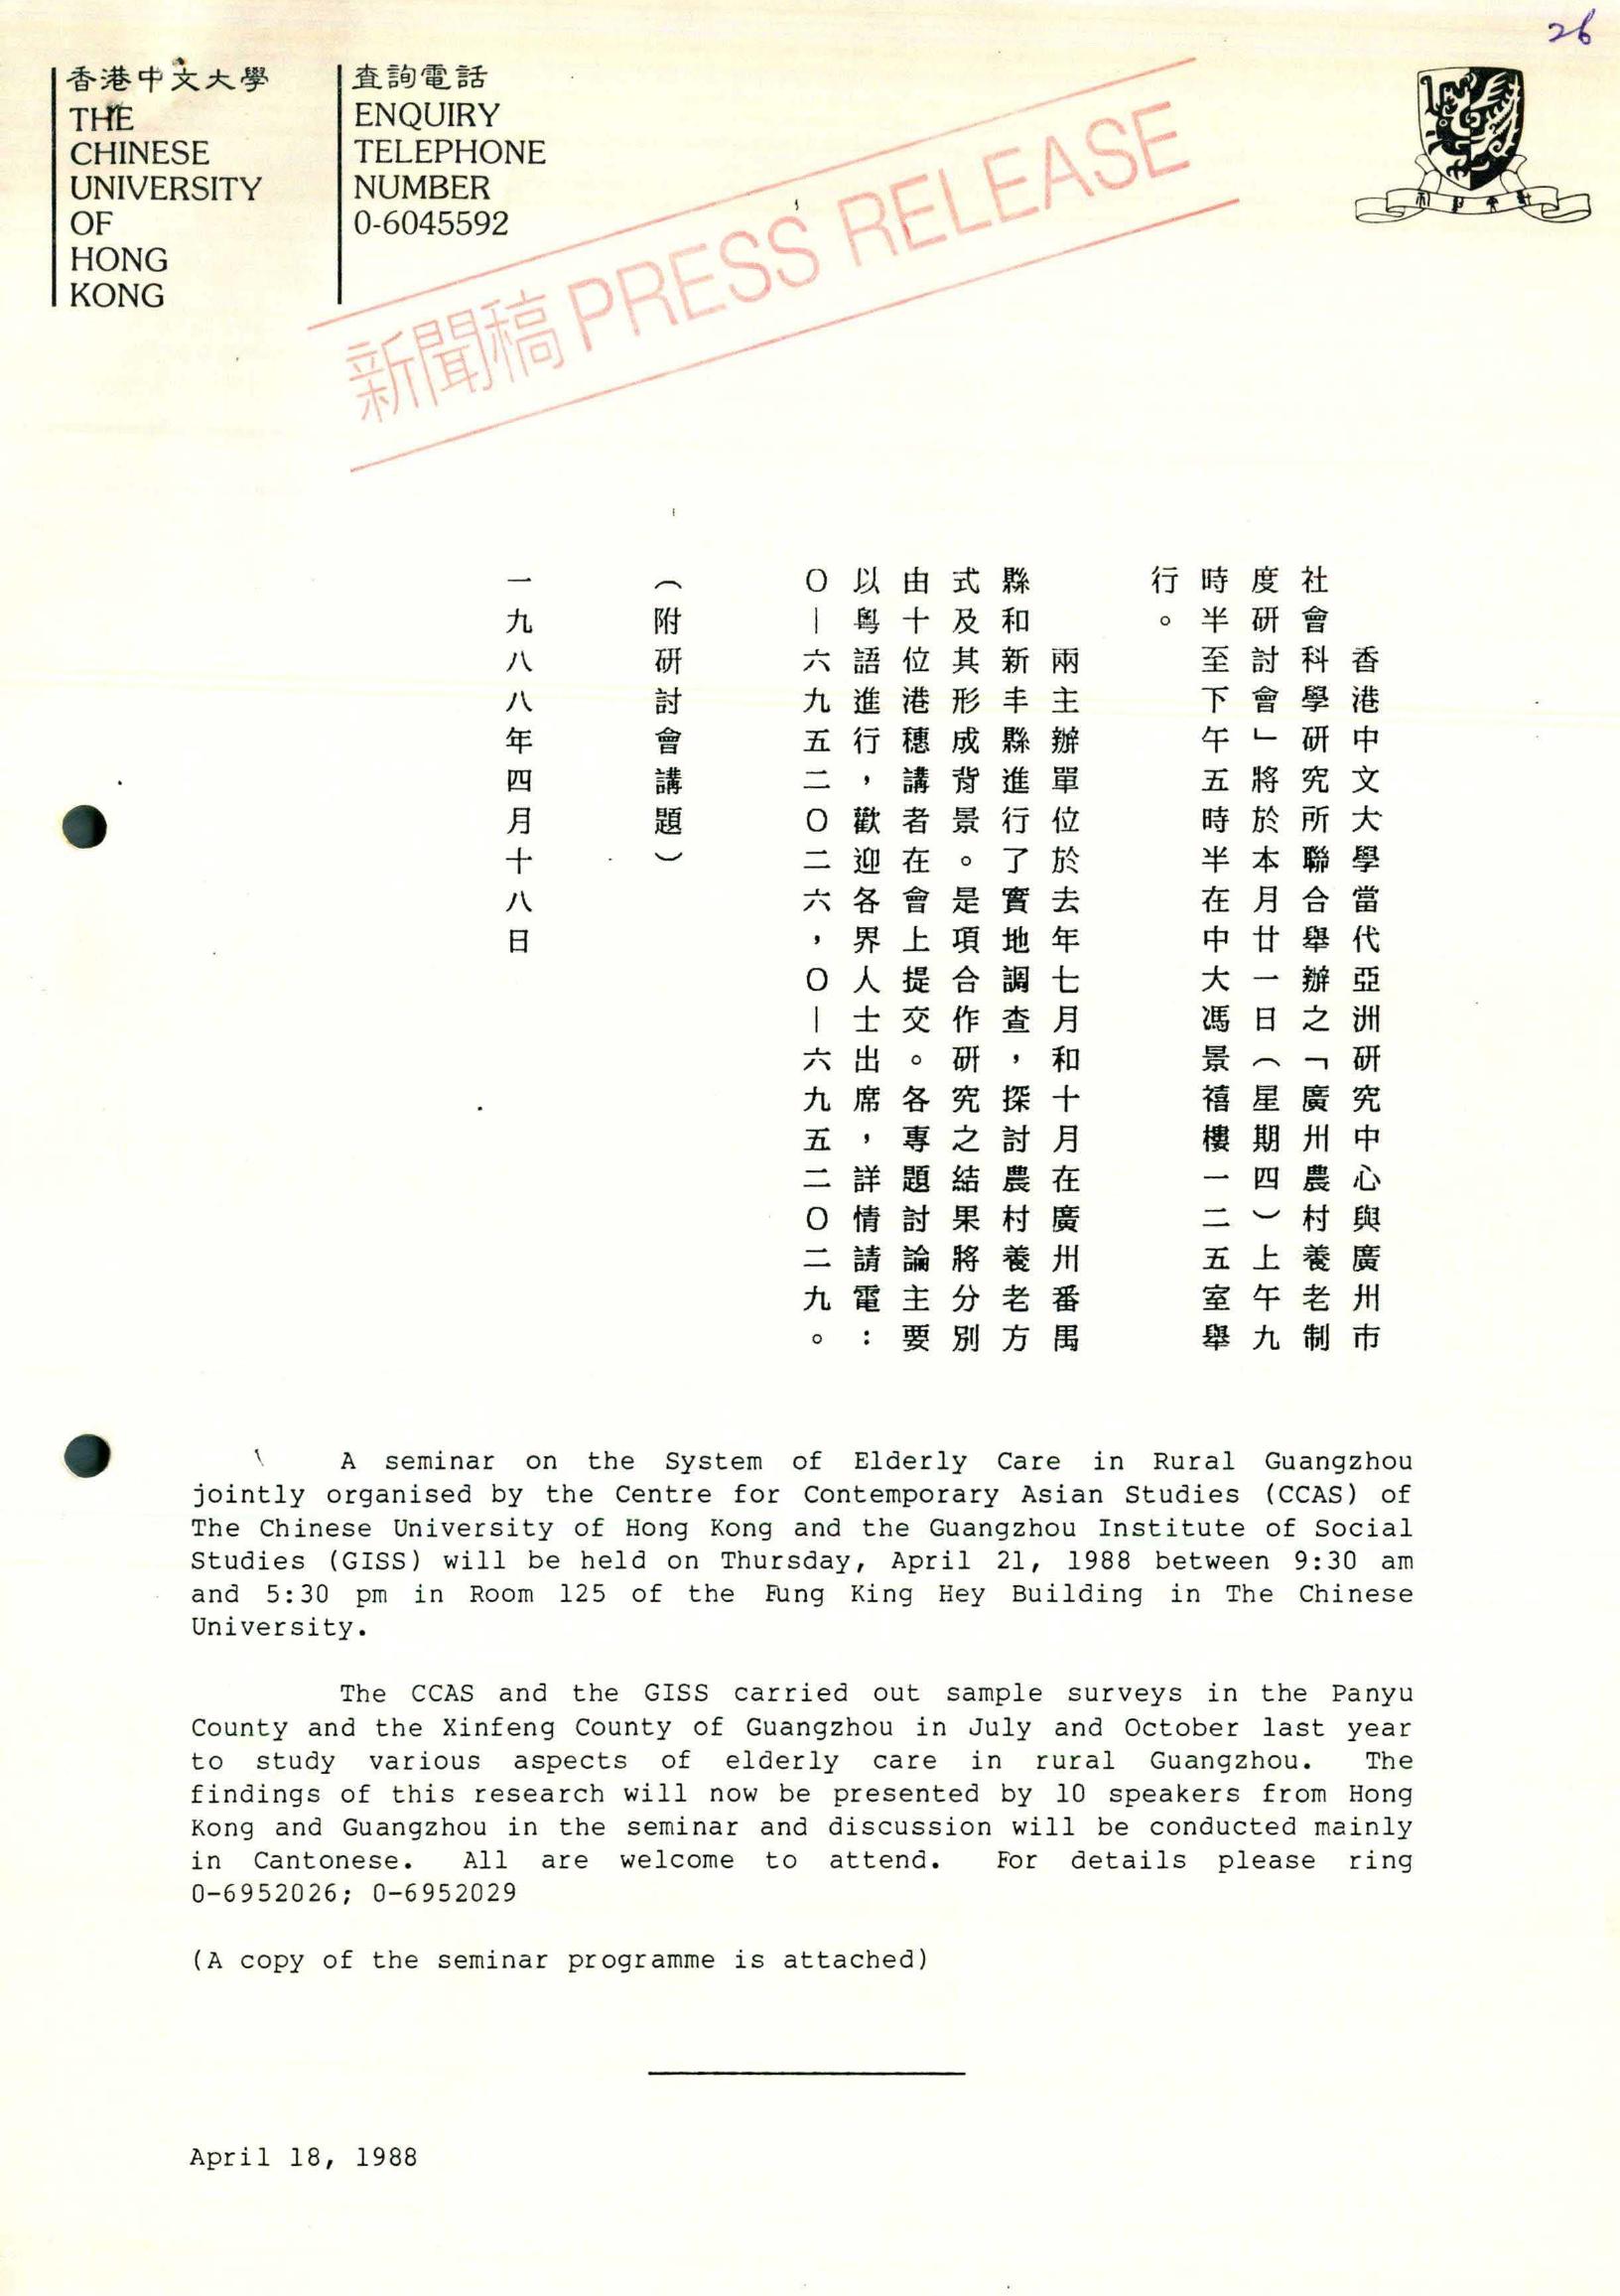 26
香港中文大學
THE
CHINESE
UNIVERSITY
OF
HONG
KONG
查詢電話
ENQUIRY
TELEPHONE
NUMBER
0-6045592
新聞稿 PRESS RELEASE
香港中文大學當代亞洲研究中心與廣州市
社會科學研究所聯合舉辦之「廣州農村養老制
度研討會」將於本月廿一日（星期四）上午九
時半至下午五時半在中大馮景禧樓一二五室舉
行。
兩主辦單位於去年七月和十月在廣州番禺
縣和新丰縣進行了實地調查，探討農村養老方
式及其形成背景。是項合作研究之結果將分別
由十位港穗講者在會上提交。各專題討論主要
以粵語進行，歡迎各界人士出席，詳情請電：
〇—六九五二〇二六，〇—六九五二〇二九。
（附研討會講題）
一九八八年四月十八日
A seminar on the System of Elderly Care in Rural Guangzhou
jointly organised by the Centre for Contemporary Asian Studies (CCAS) of
The Chinese University of Hong Kong and the Guangzhou Institute of Social
Studies (GISS) will be held on Thursday, April 21, 1988 between 9:30 am
and 5:30 pm in Room 125 of the Fung King Hey Building in The Chinese
University.
The CCAS and the GISS carried out sample surveys in the Panyu
County and the Xinfeng County of Guangzhou in July and October last year
to study various aspects of elderly care in rural Guangzhou. The
findings of this research will now be presented by 10 speakers from Hong
Kong and Guangzhou in the seminar and discussion will be conducted mainly
in Cantonese. All are welcome to attend. For details please ring
0-6952026; 0-6952029
(A copy of the seminar programme is attached)
April 18, 1988